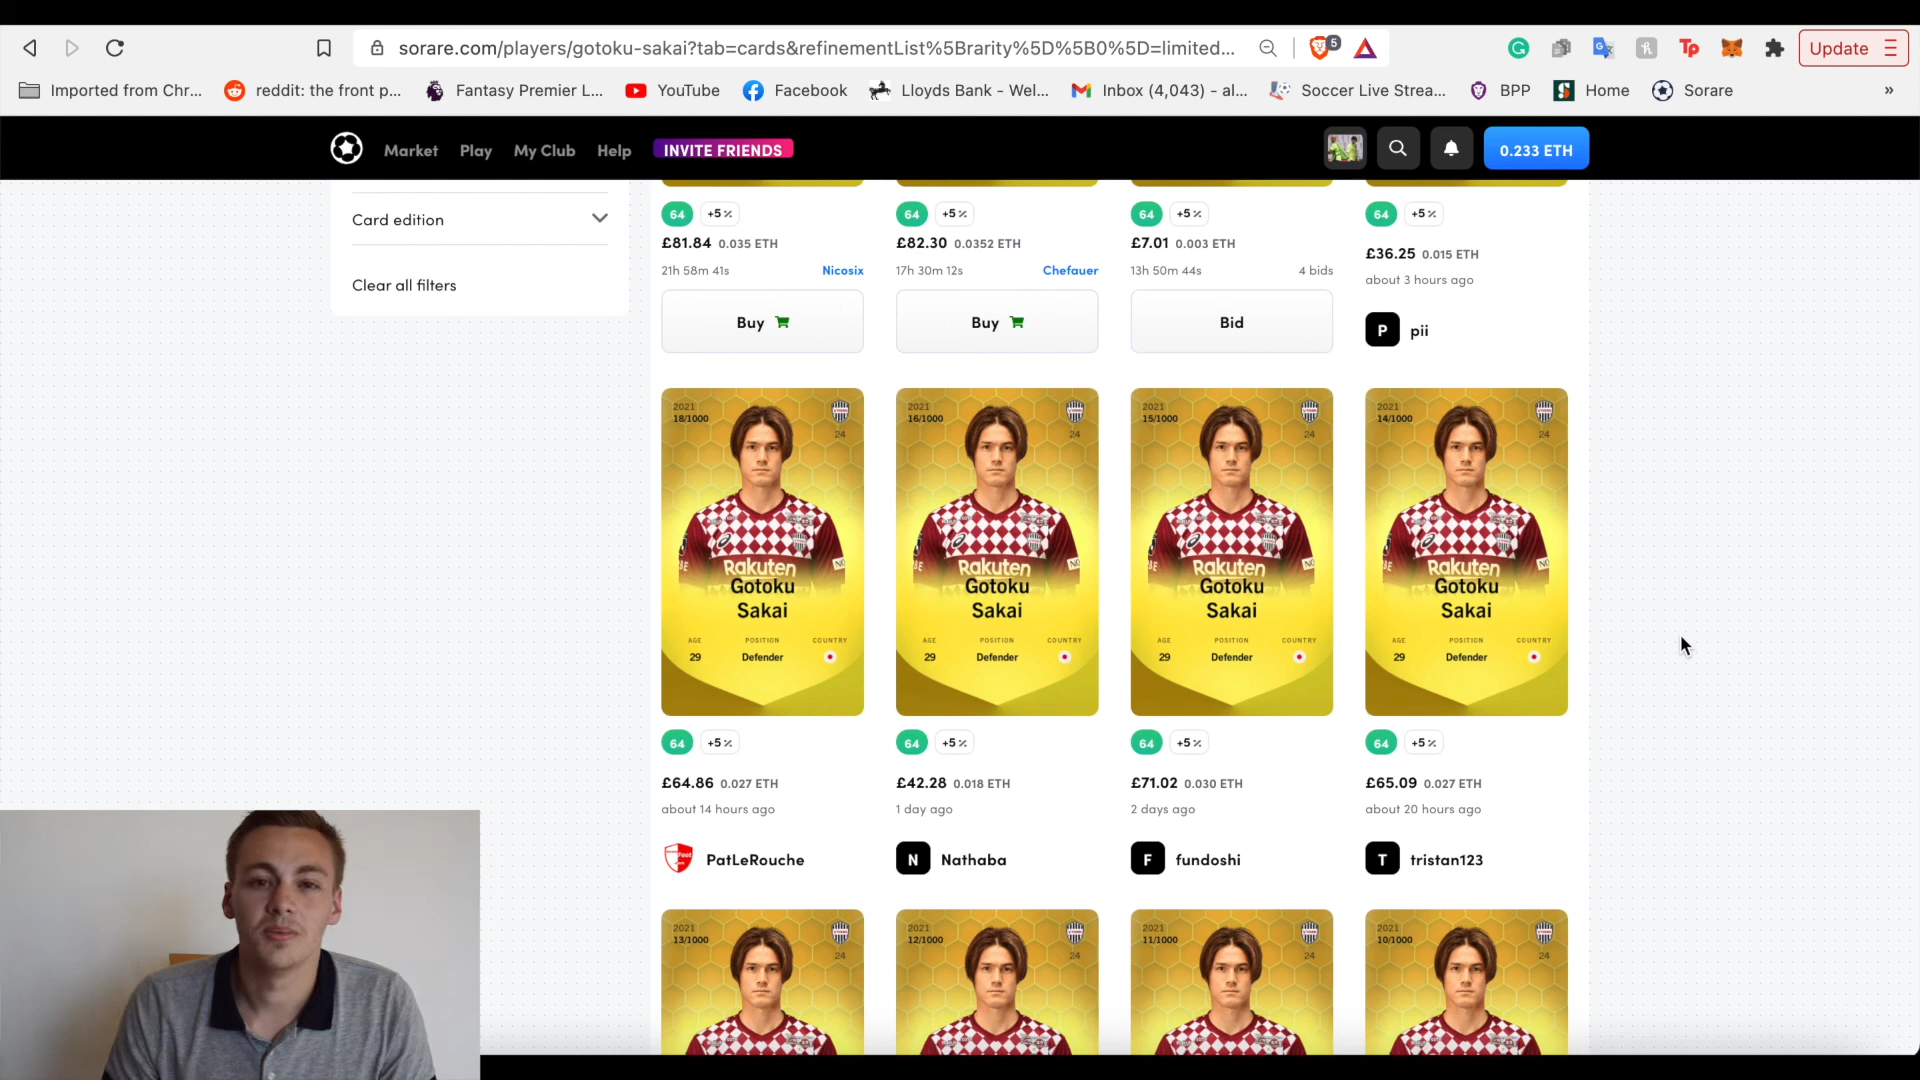 sorare.com/players/gotoku-sakai?tab=cards&refinementList%5Brarity%5D%5B0%5D=limited...
5
Update
Imported from Chr...
reddit: the front p...
Fantasy Premier L...
YouTube
Facebook
Lloyds Bank - Wel...
Inbox (4,043) - al...
Soccer Live Strea...
BPP
Home
Sorare
»
Market
Play
My Club
Help
INVITE FRIENDS
0.233 ETH
Card edition
Clear all filters
64 +5%
£81.84 0.035 ETH
21h 58m 41s Nicosix
Buy
64 +5%
£82.30 0.0352 ETH
17h 30m 12s Chefauer
Buy
64 +5%
£7.01 0.003 ETH
13h 50m 44s 4 bids
Bid
64 +5%
£36.25 0.015 ETH
about 3 hours ago
P pii
2021
18/1000
24
Rakuten
Gotoku
Sakai
AGE POSITION COUNTRY
29 Defender
64 +5%
£64.86 0.027 ETH
about 14 hours ago
PatLeRouche
2021
16/1000
24
Rakuten
Gotoku
Sakai
AGE POSITION COUNTRY
29 Defender
64 +5%
£42.28 0.018 ETH
1 day ago
N Nathaba
2021
15/1000
24
Rakuten
Gotoku
Sakai
AGE POSITION COUNTRY
29 Defender
64 +5%
£71.02 0.030 ETH
2 days ago
F fundoshi
2021
14/1000
24
Rakuten
Gotoku
Sakai
AGE POSITION COUNTRY
29 Defender
64 +5%
£65.09 0.027 ETH
about 20 hours ago
T tristan123
2021
13/1000
24
2021
12/1000
24
2021
11/1000
24
2021
10/1000
24